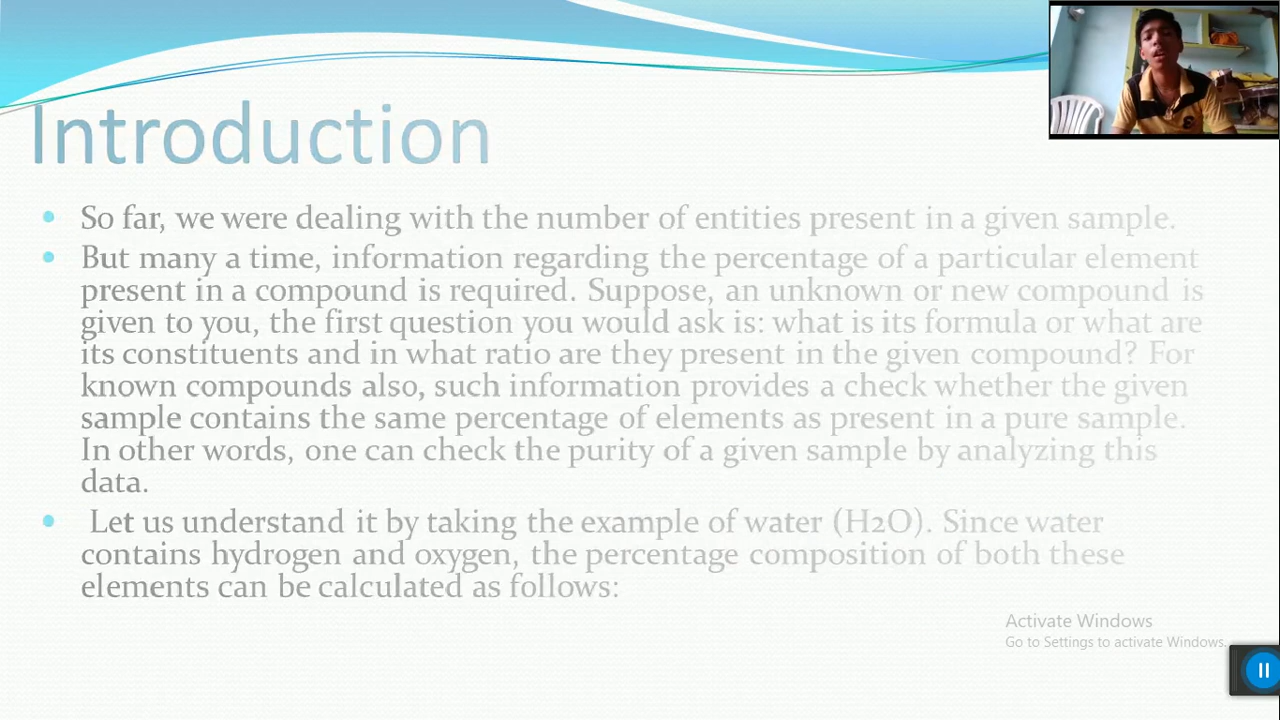 Introduction
So far, we were dealing with the number of entities present in a given sample.
But many a time, information regarding the percentage of a particular element
present in a compound is required. Suppose, an unknown or new compound is
given to you, the first question you would ask is: what is its formula or what are
its constituents and in what ratio are they present in the given compound? For
known compounds also, such information provides a check whether the given
sample contains the same percentage of elements as present in a pure sample.
In other words, one can check the purity of a given sample by analyzing this
data.
Let us understand it by taking the example of water (H2O). Since water
contains hydrogen and oxygen, the percentage composition of both these
elements can be calculated as follows:
Activate Windows
Go to Settings to activate Windows.